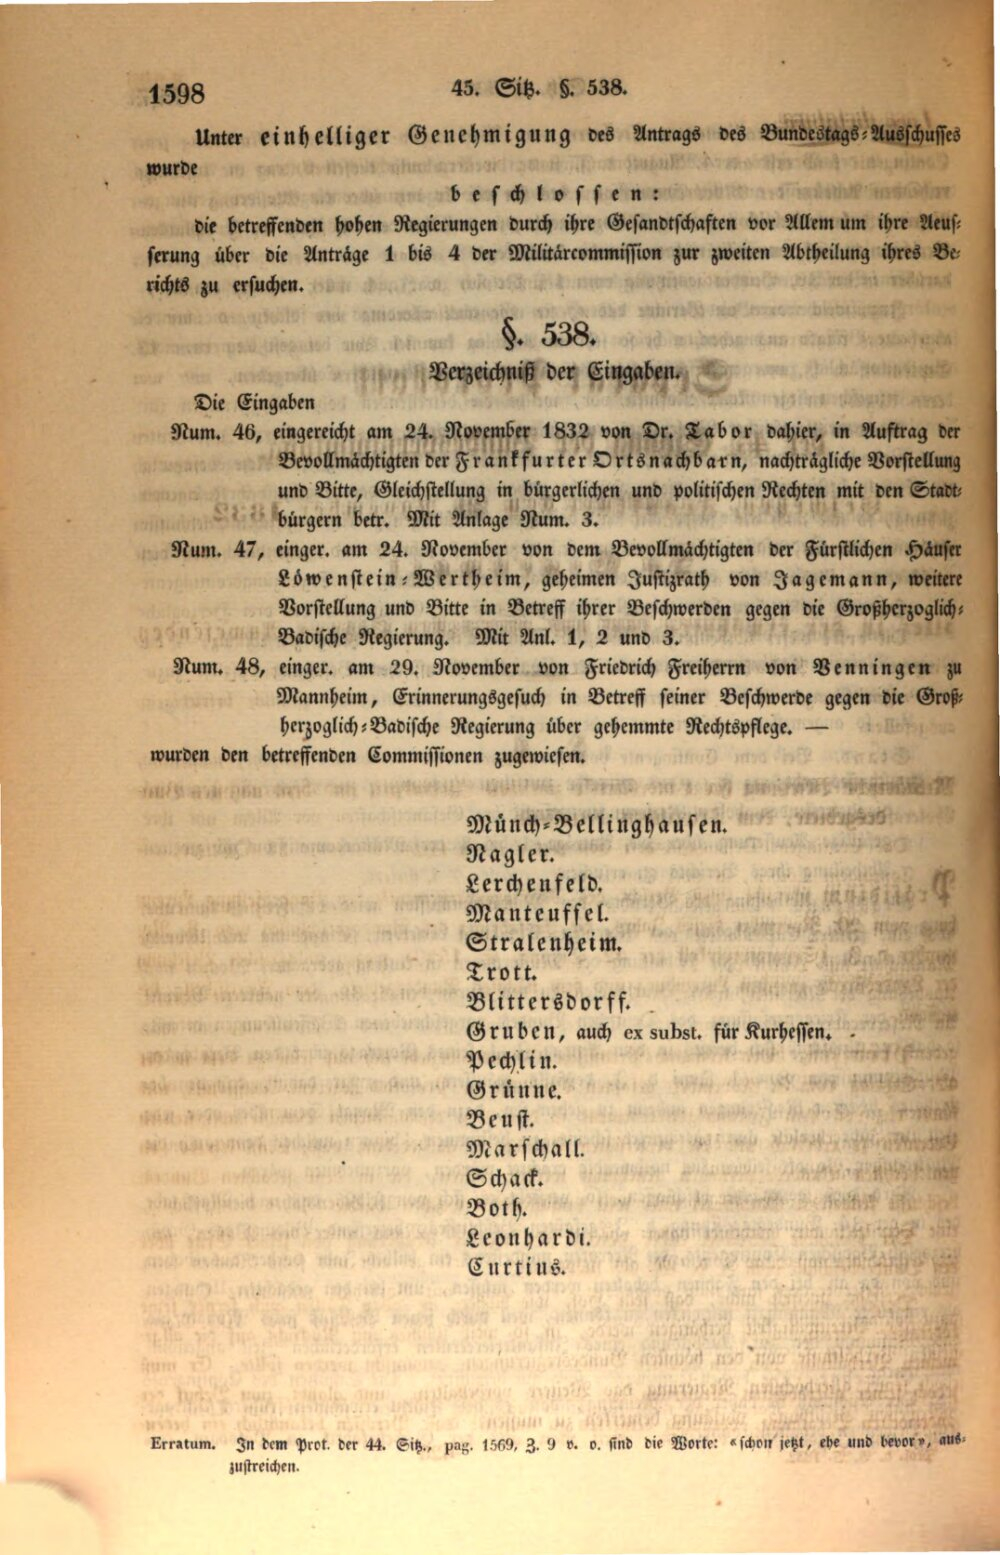 1598
45. Sitz. §. 538.
Unter einhelliger Genehmigung des Antrags des Bundestags-Ausschusses
wurde
beschlossen:
die betreffenden hohen Regierungen durch ihre Gesandtschaften vor Allem um ihre Aeus-
serung über die Anträge 1 bis 4 der Militärcommission zur zweiten Abtheilung ihres Be-
richts zu ersuchen.
§. 538.
Verzeichniß der Eingaben.
Die Eingaben
Num. 46, eingereicht am 24. November 1832 von Dr. Tabor dahier, in Auftrag der
Bevollmächtigten der Frankfurter Ortsnachbarn, nachträgliche Vorstellung
und Bitte, Gleichstellung in bürgerlichen und politischen Rechten mit den Stadt-
bürgern betr. Mit Anlage Num. 3.
Num. 47, einger. am 24. November von dem Bevollmächtigten der Fürstlichen Häuser
Löwenstein-Wertheim, geheimen Justizrath von Jagemann, weitere
Vorstellung und Bitte in Betreff ihrer Beschwerden gegen die Großherzoglich-
Badische Regierung. Mit Anl. 1, 2 und 3.
Num. 48, einger. am 29. November von Friedrich Freiherrn von Venningen zu
Mannheim, Erinnerungsgesuch in Betreff seiner Beschwerde gegen die Groß-
herzoglich-Badische Regierung über gehemmte Rechtspflege. —
wurden den betreffenden Commissionen zugewiesen.
Münch-Bellinghausen.
Nagler.
Lerchenfeld.
Manteuffel.
Stralenheim.
Trott.
Blittersdorff.
Gruben, auch ex subst. für Kurhessen.
Pechlin.
Grünne.
Beust.
Marschall.
Schack.
Both.
Leonhardi.
Curtius.
Erratum. In dem Prot. der 44. Sitz., pag. 1569, Z. 9 v. o. sind die Worte: «schon jetzt, ehe und bevor», aus-
zustreichen.